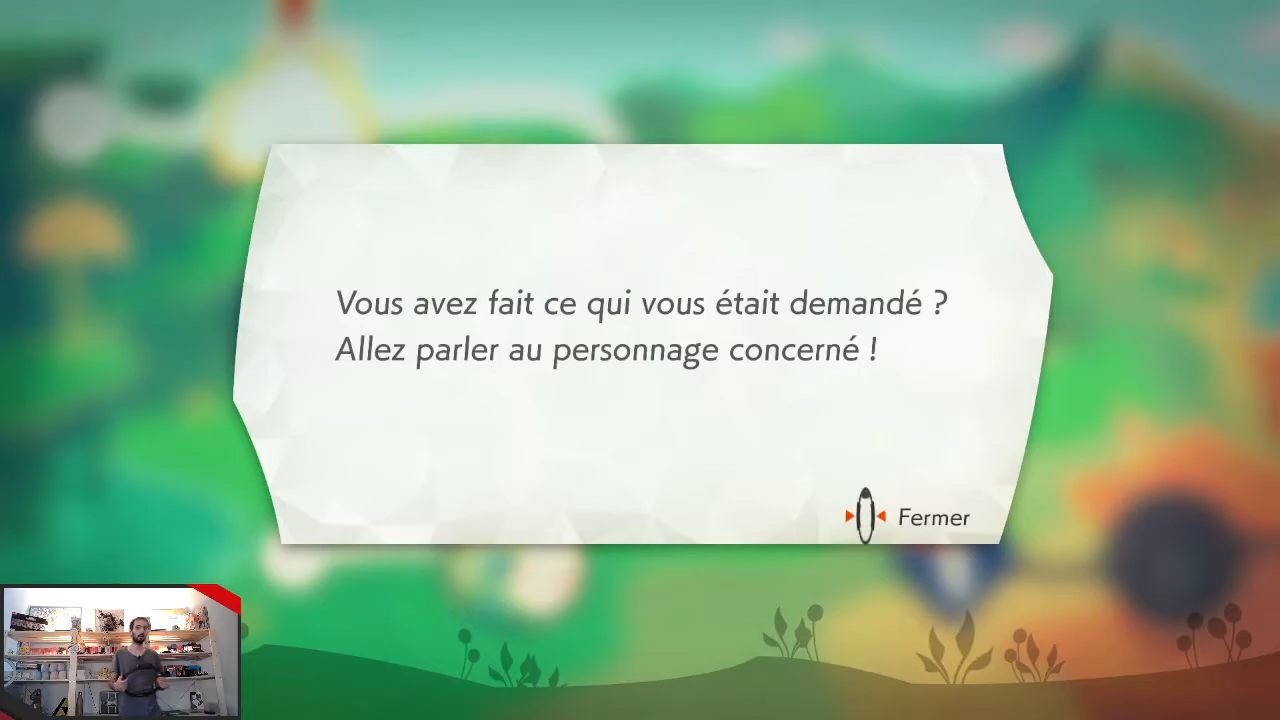 Vous avez fait ce qui vous était demandé ?
Allez parler au personnage concerné !
Fermer